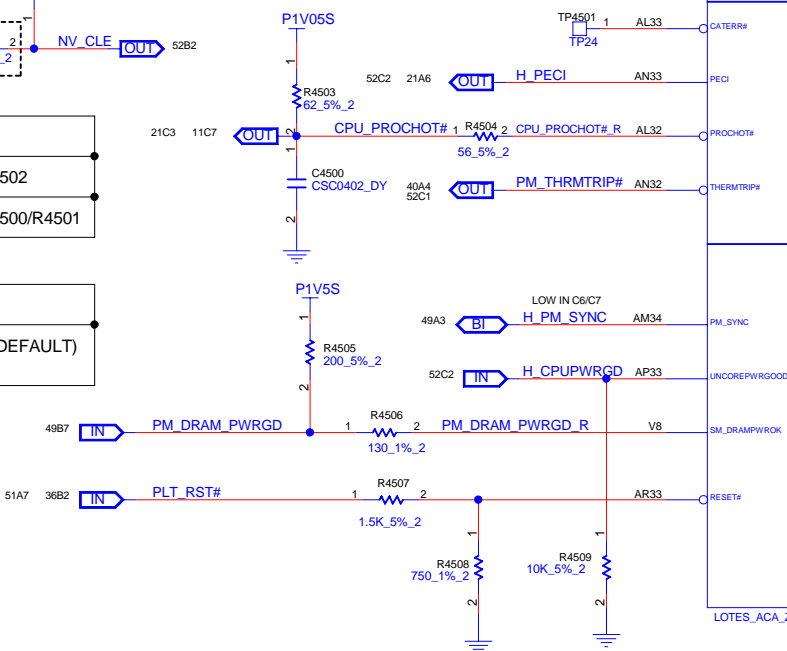 1
2
_2
NV_CLE
OUT
52B2
502
500/R4501
DEFAULT)
P1V05S
1
R4503
62_5%_2
2
21C3 11C7
OUT
CPU_PROCHOT#
1
R4504
2
56_5%_2
CPU_PROCHOT#_R
AL32
PROCHOT#
1
C4500
CSC0402_DY
2
TP4501
1
TP24
AL33
CATERR#
52C2 21A6
OUT
H_PECI
AN33
PECI
40A4
52C1
OUT
PM_THRMTRIP#
AN32
THERMTRIP#
P1V5S
1
R4505
200_5%_2
2
LOW IN C6/C7
49A3
BI
H_PM_SYNC
AM34
PM_SYNC
52C2
IN
H_CPUPWRGD
AP33
UNCOREPWRGOOD
49B7
IN
PM_DRAM_PWRGD
1
R4506
2
130_1%_2
PM_DRAM_PWRGD_R
V8
SM_DRAMPWROK
51A7 36B2
IN
PLT_RST#
1
R4507
2
1.5K_5%_2
AR33
RESET#
1
R4508
750_1%_2
2
1
R4509
10K_5%_2
2
LOTES_ACA_Z